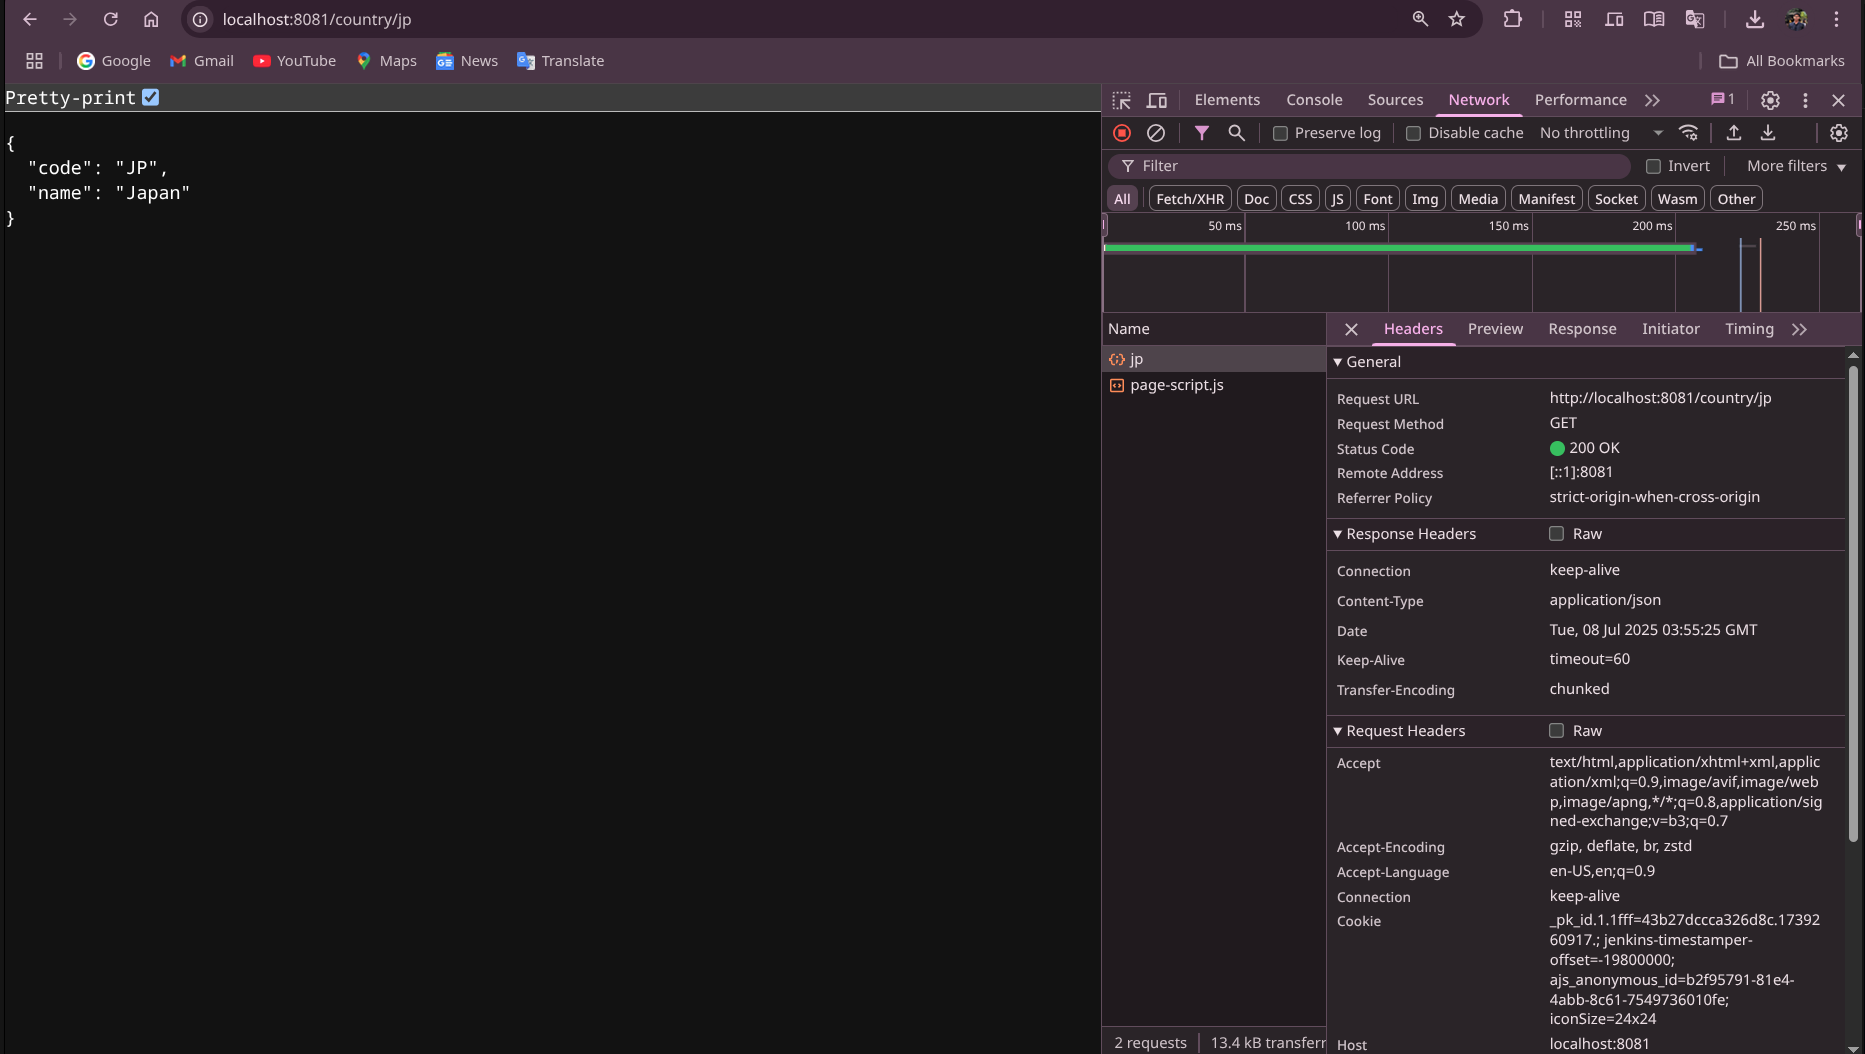 localhost:8081/country/jp
Google
Gmail
YouTube
Maps
News
Translate
All Bookmarks
Pretty-print
{
"code": "JP",
"name": "Japan"
}
Elements
Console
Sources
Network
Performance
1
Preserve log
Disable cache
No throttling
Filter
Invert
More filters
All
Fetch/XHR
Doc
CSS
JS
Font
Img
Media
Manifest
Socket
Wasm
Other
50 ms
100 ms
150 ms
200 ms
250 ms
Name
jp
page-script.js
2 requests
13.4 kB transferr
Headers
Preview
Response
Initiator
Timing
General
Request URL
http://localhost:8081/country/jp
Request Method
GET
Status Code
200 OK
Remote Address
[::1]:8081
Referrer Policy
strict-origin-when-cross-origin
Response Headers
Raw
Connection
keep-alive
Content-Type
application/json
Date
Tue, 08 Jul 2025 03:55:25 GMT
Keep-Alive
timeout=60
Transfer-Encoding
chunked
Request Headers
Raw
Accept
text/html,application/xhtml+xml,applic
ation/xml;q=0.9,image/avif,image/web
p,image/apng,*/*;q=0.8,application/sig
ned-exchange;v=b3;q=0.7
Accept-Encoding
gzip, deflate, br, zstd
Accept-Language
en-US,en;q=0.9
Connection
keep-alive
Cookie
_pk_id.1.1fff=43b27dccca326d8c.17392
60917.; jenkins-timestamper-
offset=-19800000;
ajs_anonymous_id=b2f95791-81e4-
4abb-8c61-7549736010fe;
iconSize=24x24
Host
localhost:8081